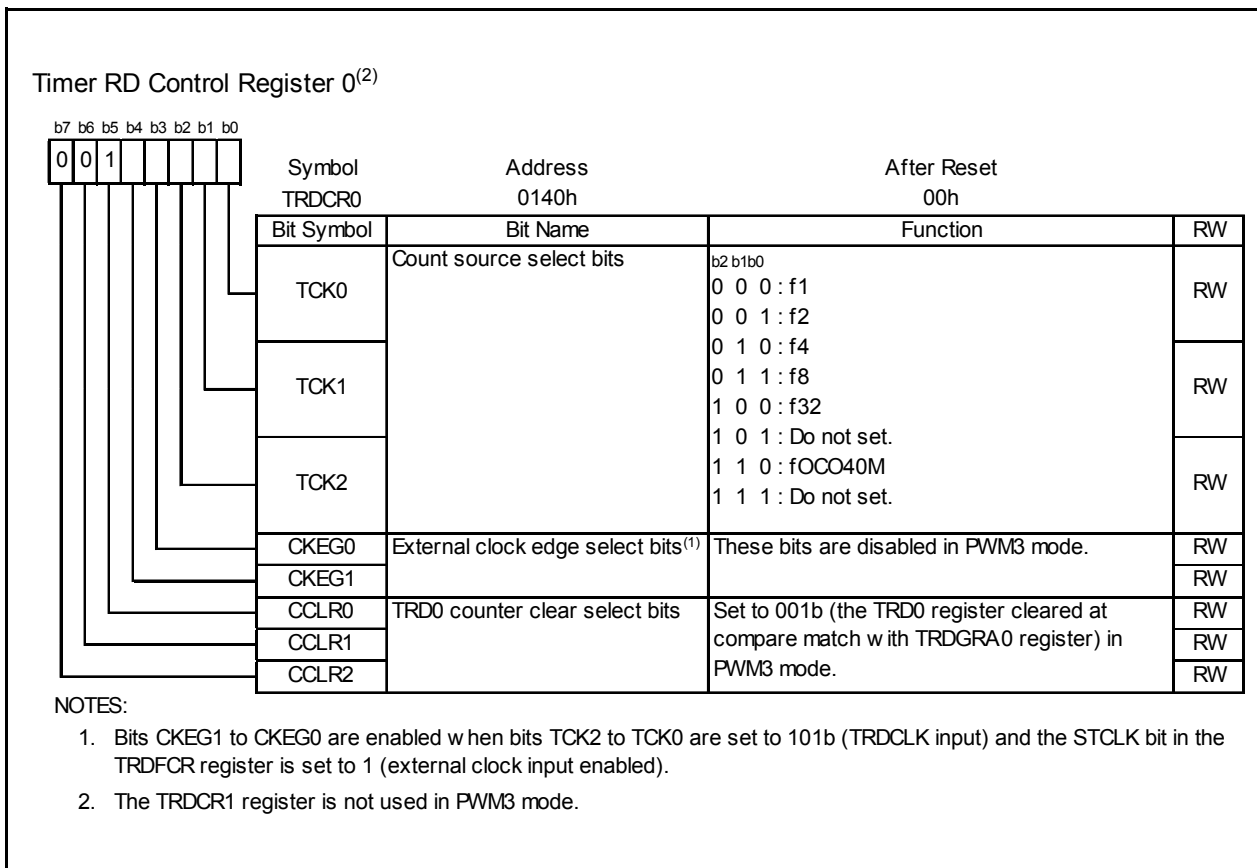 Timer RD Control Register 0(2)
b7 b6 b5 b4 b3 b2 b1 b0
0 0 1
Symbol Address After Reset
TRDCR0 0140h 00h
Bit Symbol Bit Name Function RW
TCK0 Count source select bits b2 b1b0
0 0 0 : f1
0 0 1 : f2 RW
TCK1 0 1 0 : f4
0 1 1 : f8
1 0 0 : f32 RW
TCK2 1 0 1 : Do not set.
1 1 0 : fOCO40M
1 1 1 : Do not set. RW
CKEG0 External clock edge select bits(1) These bits are disabled in PWM3 mode. RW
CKEG1 RW
CCLR0 TRD0 counter clear select bits Set to 001b (the TRD0 register cleared at RW
CCLR1 compare match with TRDGRA0 register) in RW
CCLR2 PWM3 mode. RW
NOTES:
1. Bits CKEG1 to CKEG0 are enabled when bits TCK2 to TCK0 are set to 101b (TRDCLK input) and the STCLK bit in the
TRDFCR register is set to 1 (external clock input enabled).
2. The TRDCR1 register is not used in PWM3 mode.